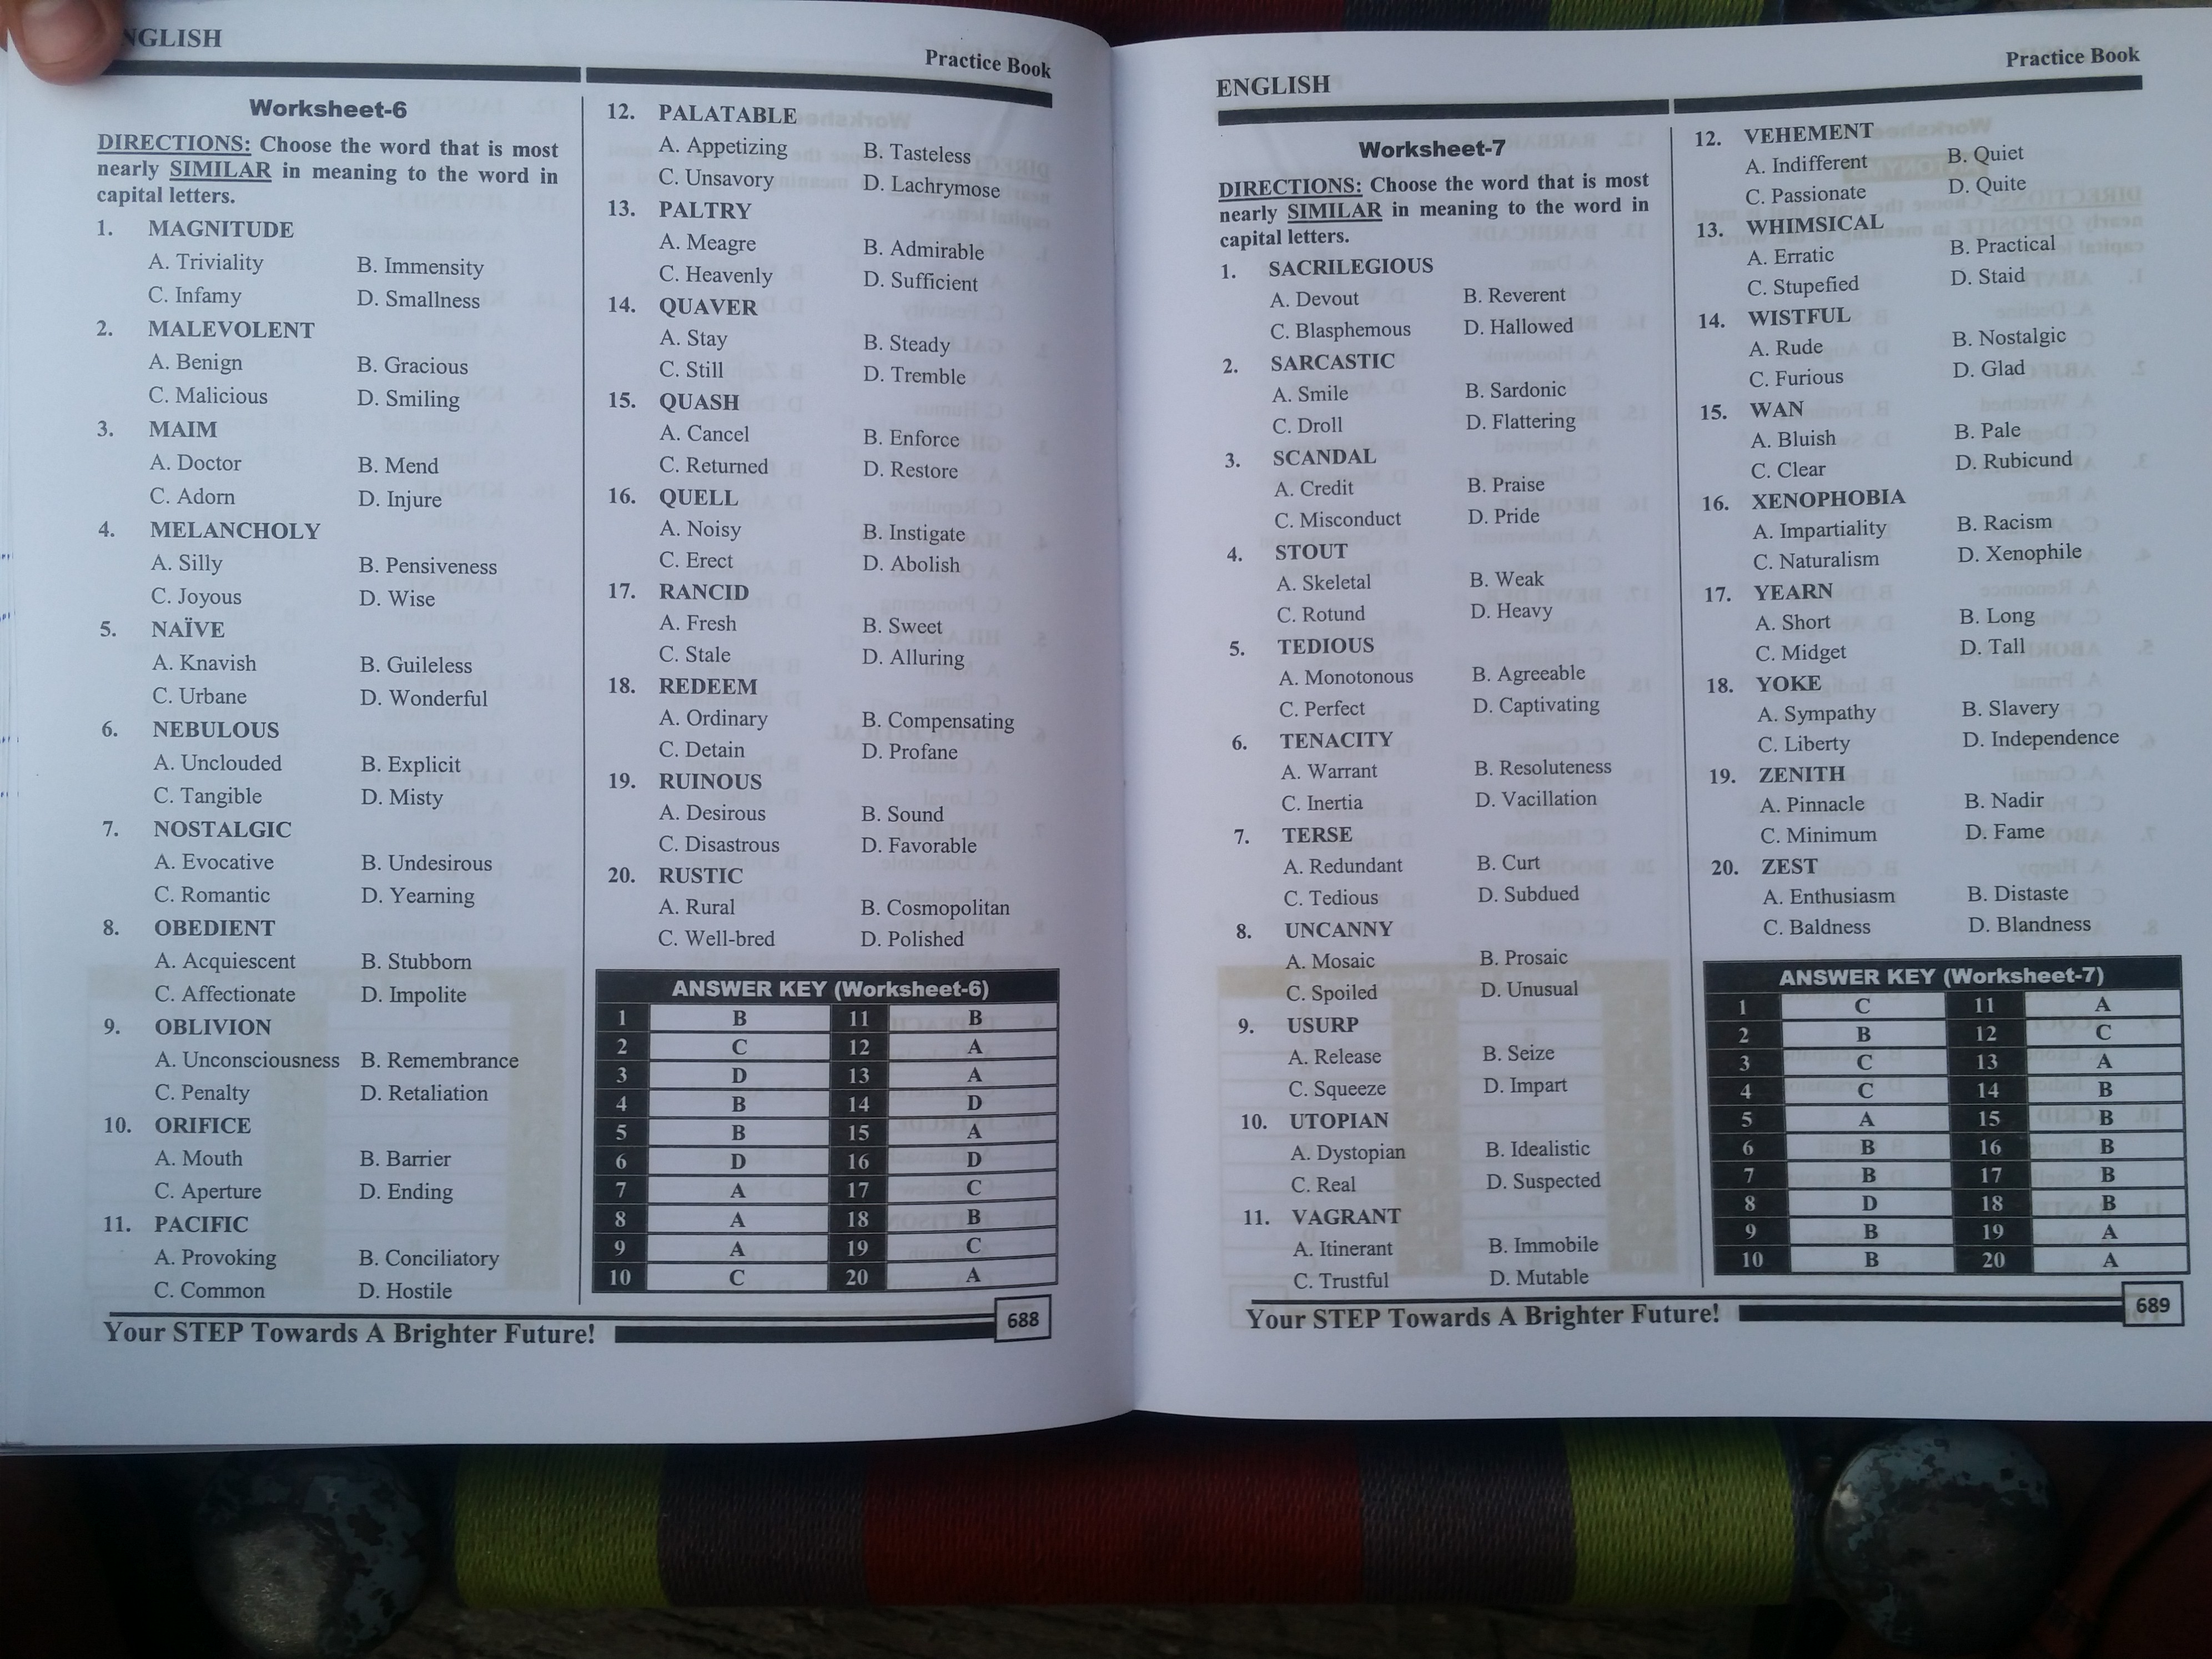 NGLISH
Practice Book
Worksheet-6
DIRECTIONS: Choose the word that is most
nearly SIMILAR in meaning to the word in
capital letters.
1. MAGNITUDE
A. Triviality B. Immensity
C. Infamy D. Smallness
2. MALEVOLENT
A. Benign B. Gracious
C. Malicious D. Smiling
3. MAIM
A. Doctor B. Mend
C. Adorn D. Injure
4. MELANCHOLY
A. Silly B. Pensiveness
C. Joyous D. Wise
5. NAÏVE
A. Knavish B. Guileless
C. Urbane D. Wonderful
6. NEBULOUS
A. Unclouded B. Explicit
C. Tangible D. Misty
7. NOSTALGIC
A. Evocative B. Undesirous
C. Romantic D. Yearning
8. OBEDIENT
A. Acquiescent B. Stubborn
C. Affectionate D. Impolite
9. OBLIVION
A. Unconsciousness B. Remembrance
C. Penalty D. Retaliation
10. ORIFICE
A. Mouth B. Barrier
C. Aperture D. Ending
11. PACIFIC
A. Provoking B. Conciliatory
C. Common D. Hostile
12. PALATABLE
A. Appetizing B. Tasteless
C. Unsavory D. Lachrymose
13. PALTRY
A. Meagre B. Admirable
C. Heavenly D. Sufficient
14. QUAVER
A. Stay B. Steady
C. Still D. Tremble
15. QUASH
A. Cancel B. Enforce
C. Returned D. Restore
16. QUELL
A. Noisy B. Instigate
C. Erect D. Abolish
17. RANCID
A. Fresh B. Sweet
C. Stale D. Alluring
18. REDEEM
A. Ordinary B. Compensating
C. Detain D. Profane
19. RUINOUS
A. Desirous B. Sound
C. Disastrous D. Favorable
20. RUSTIC
A. Rural B. Cosmopolitan
C. Well-bred D. Polished
ANSWER KEY (Worksheet-6)
1 B 11 B
2 C 12 A
3 D 13 A
4 B 14 D
5 B 15 A
6 D 16 D
7 A 17 C
8 A 18 B
9 A 19 C
10 C 20 A
Your STEP Towards A Brighter Future! 688
ENGLISH
Practice Book
Worksheet-7
DIRECTIONS: Choose the word that is most
nearly SIMILAR in meaning to the word in
capital letters.
1. SACRILEGIOUS
A. Devout B. Reverent
C. Blasphemous D. Hallowed
2. SARCASTIC
A. Smile B. Sardonic
C. Droll D. Flattering
3. SCANDAL
A. Credit B. Praise
C. Misconduct D. Pride
4. STOUT
A. Skeletal B. Weak
C. Rotund D. Heavy
5. TEDIOUS
A. Monotonous B. Agreeable
C. Perfect D. Captivating
6. TENACITY
A. Warrant B. Resoluteness
C. Inertia D. Vacillation
7. TERSE
A. Redundant B. Curt
C. Tedious D. Subdued
8. UNCANNY
A. Mosaic B. Prosaic
C. Spoiled D. Unusual
9. USURP
A. Release B. Seize
C. Squeeze D. Impart
10. UTOPIAN
A. Dystopian B. Idealistic
C. Real D. Suspected
11. VAGRANT
A. Itinerant B. Immobile
C. Trustful D. Mutable
12. VEHEMENT
A. Indifferent B. Quiet
C. Passionate D. Quite
13. WHIMSICAL
A. Erratic B. Practical
C. Stupefied D. Staid
14. WISTFUL
A. Rude B. Nostalgic
C. Furious D. Glad
15. WAN
A. Bluish B. Pale
C. Clear D. Rubicund
16. XENOPHOBIA
A. Impartiality B. Racism
C. Naturalism D. Xenophile
17. YEARN
A. Short B. Long
C. Midget D. Tall
18. YOKE
A. Sympathy B. Slavery
C. Liberty D. Independence
19. ZENITH
A. Pinnacle B. Nadir
C. Minimum D. Fame
20. ZEST
A. Enthusiasm B. Distaste
C. Baldness D. Blandness
ANSWER KEY (Worksheet-7)
1 C 11 A
2 B 12 C
3 C 13 A
4 C 14 B
5 A 15 B
6 B 16 B
7 B 17 B
8 D 18 B
9 B 19 A
10 B 20 A
Your STEP Towards A Brighter Future! 689